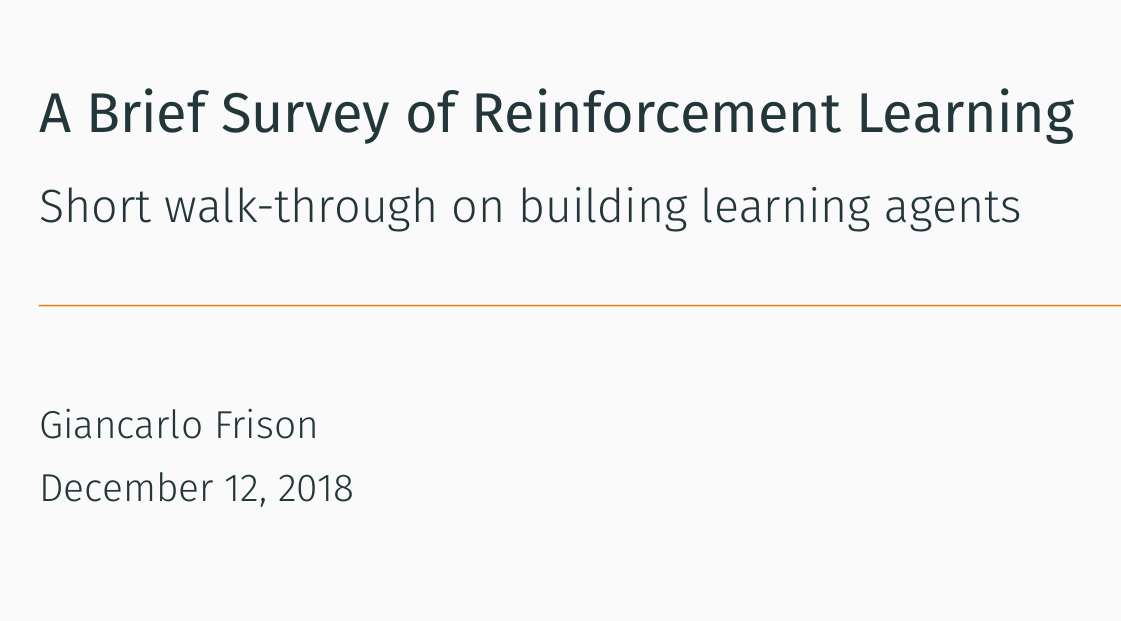 A Brief Survey of Reinforcement Learning
Short walk-through on building learning agents
Giancarlo Frison
December 12, 2018